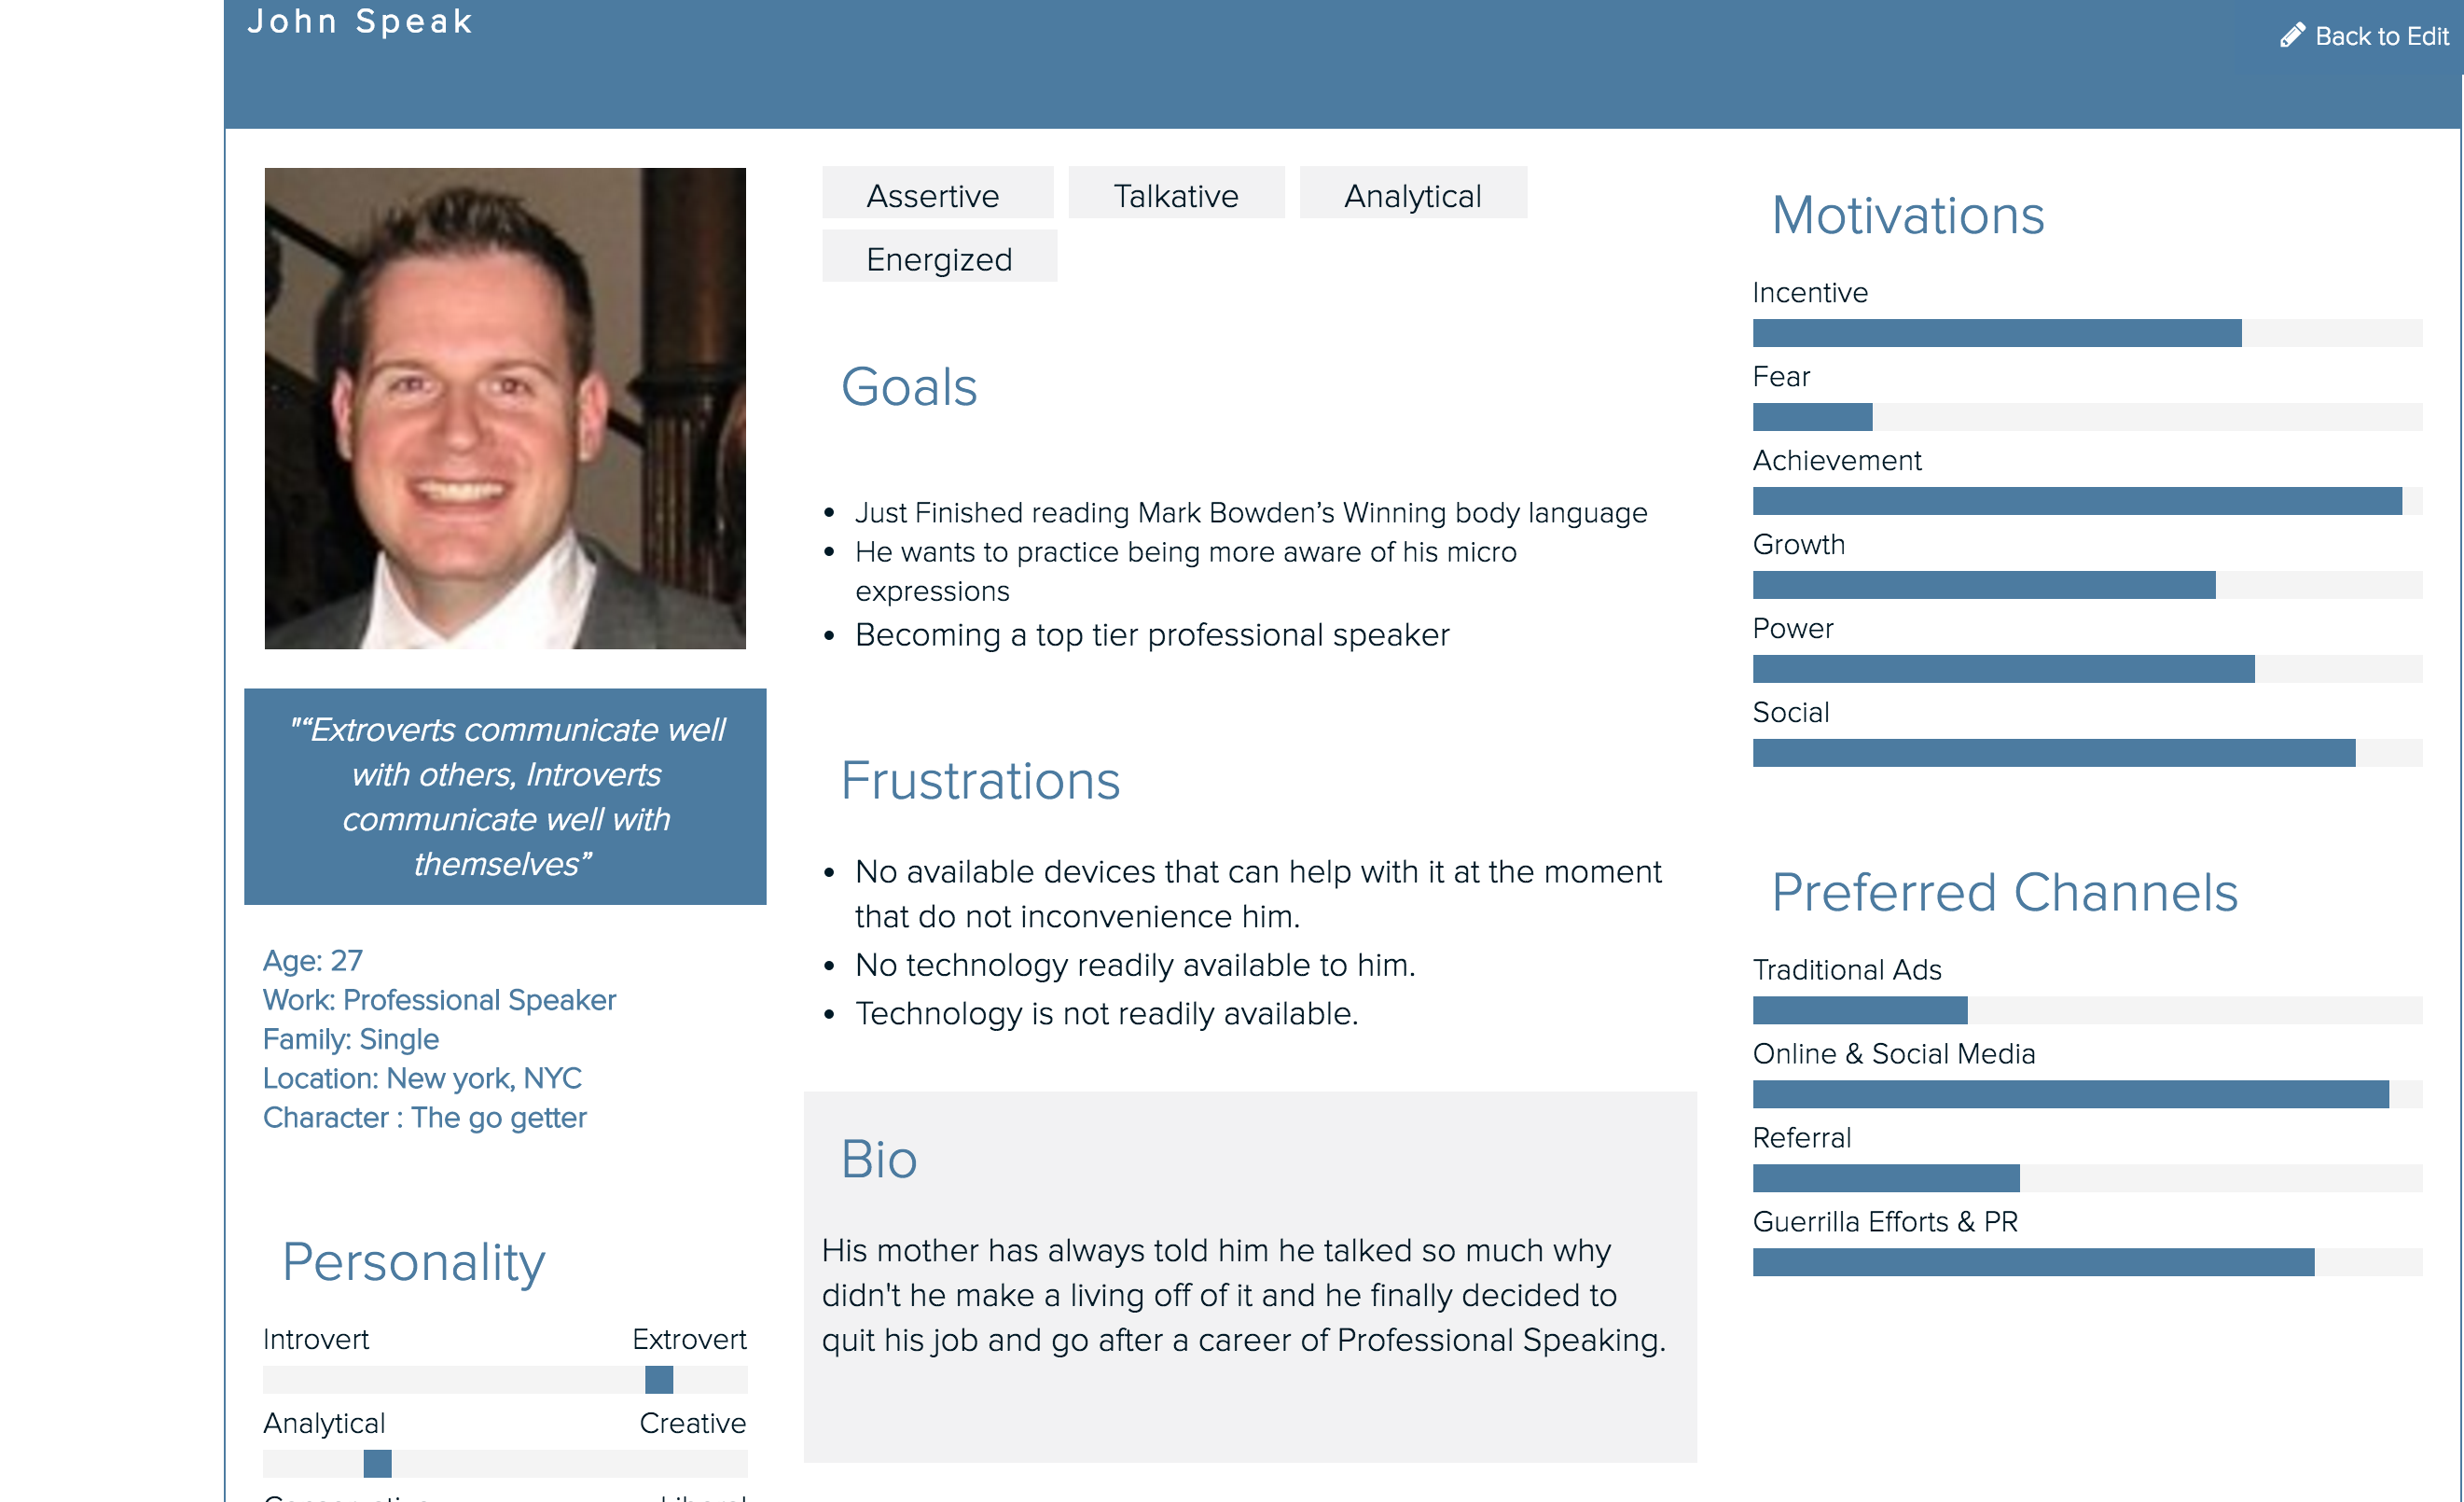 John Speak
Back to Edit
"“Extroverts communicate well
with others, Introverts
communicate well with
themselves”
Age: 27
Work: Professional Speaker
Family: Single
Location: New york, NYC
Character : The go getter
Personality
Introvert Extrovert
Analytical Creative
Assertive Talkative Analytical
Energized
Goals
• Just Finished reading Mark Bowden’s Winning body language
• He wants to practice being more aware of his micro
expressions
• Becoming a top tier professional speaker
Frustrations
• No available devices that can help with it at the moment
that do not inconvenience him.
• No technology readily available to him.
• Technology is not readily available.
Bio
His mother has always told him he talked so much why
didn't he make a living off of it and he finally decided to
quit his job and go after a career of Professional Speaking.
Motivations
Incentive
Fear
Achievement
Growth
Power
Social
Preferred Channels
Traditional Ads
Online & Social Media
Referral
Guerrilla Efforts & PR